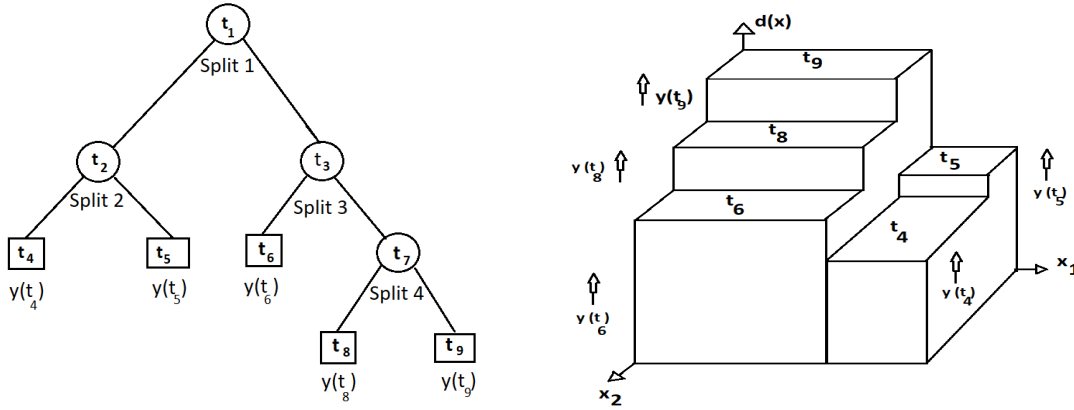 t₁
Split 1
t₂
Split 2
t₃
Split 3
t₄
y(t₄)
t₅
y(t₅)
t₆
y(t₆)
t₇
Split 4
t₈
y(t₈)
t₉
y(t₉)
d(x)
t₉
y(t₉)
t₈
y(t₈)
t₅
y(t₅)
t₆
t₄
x₁
y(t₄)
y(t₆)
x₂